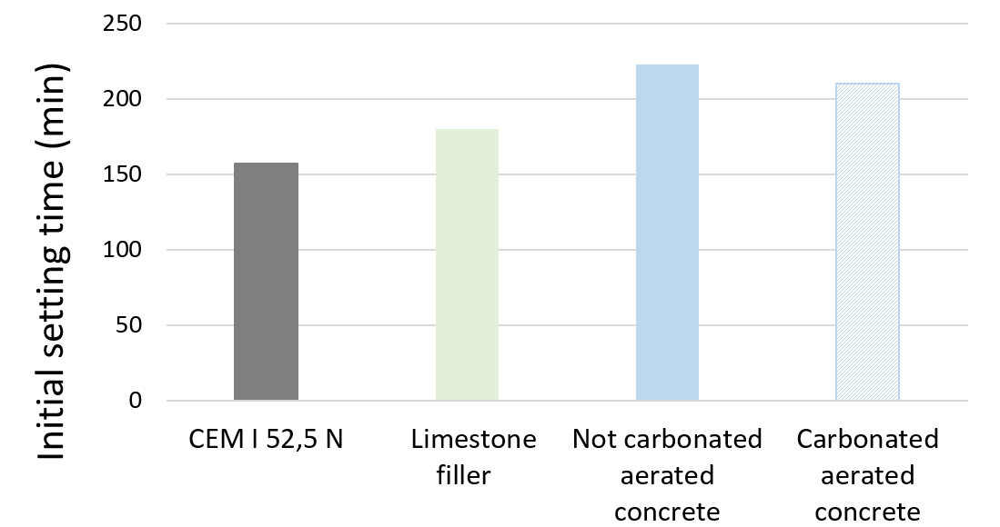 Initial setting time (min)
250
200
150
100
50
0
CEM I 52,5 N
Limestone
filler
Not carbonated
aerated
concrete
Carbonated
aerated
concrete